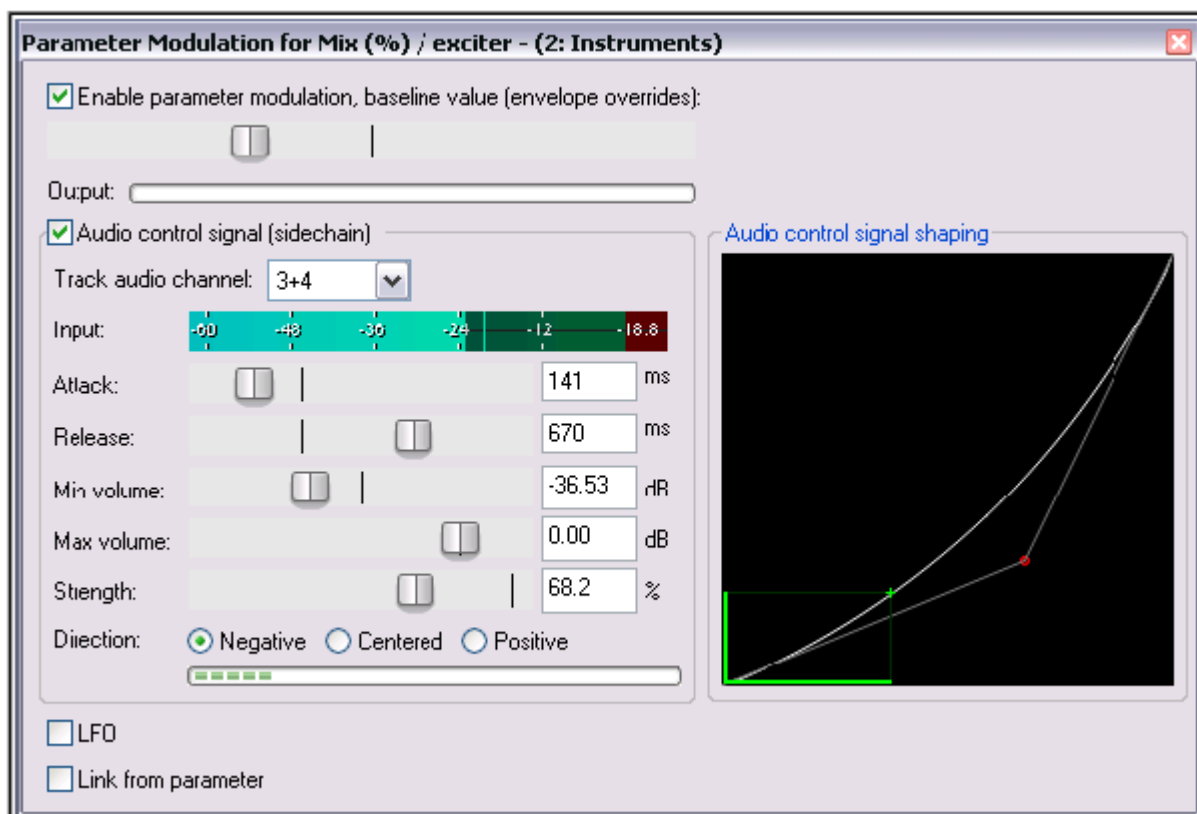 Parameter Modulation for Mix (%) / exciter - (2: Instruments)
Enable parameter modulation, baseline value (envelope overrides):
Output:
Audio control signal (sidechain)
Audio control signal shaping
Track audio channel: 3+4
Input: -60 -48 -36 -24 -12 -18.8
Attack: 141 ms
Release: 670 ms
Min volume: -36.53 dB
Max volume: 0.00 dB
Strength: 68.2 %
Direction: Negative Centered Positive
LFO
Link from parameter